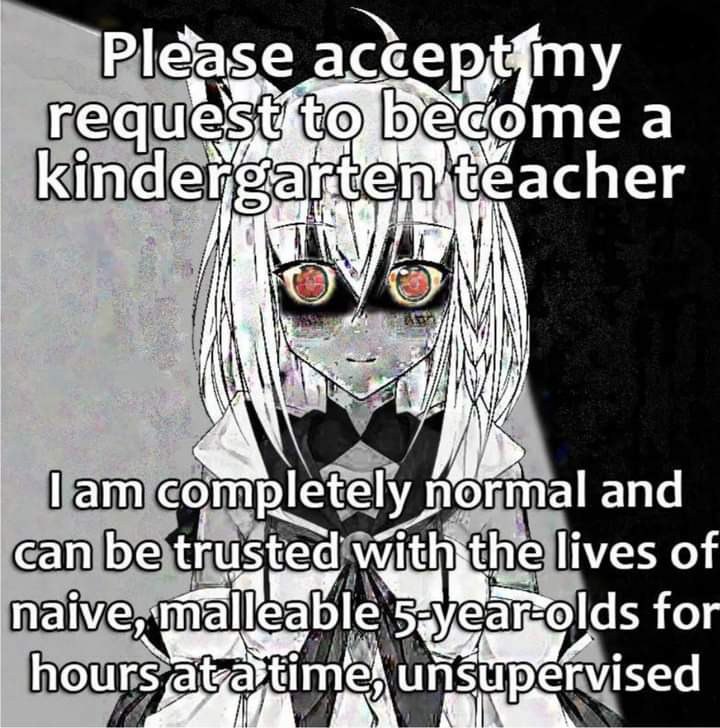 Please accept my
request to become a
kindergarten teacher
I am completely normal and
can be trusted with the lives of
naive, malleable 5-year-olds for
hours at a time, unsupervised